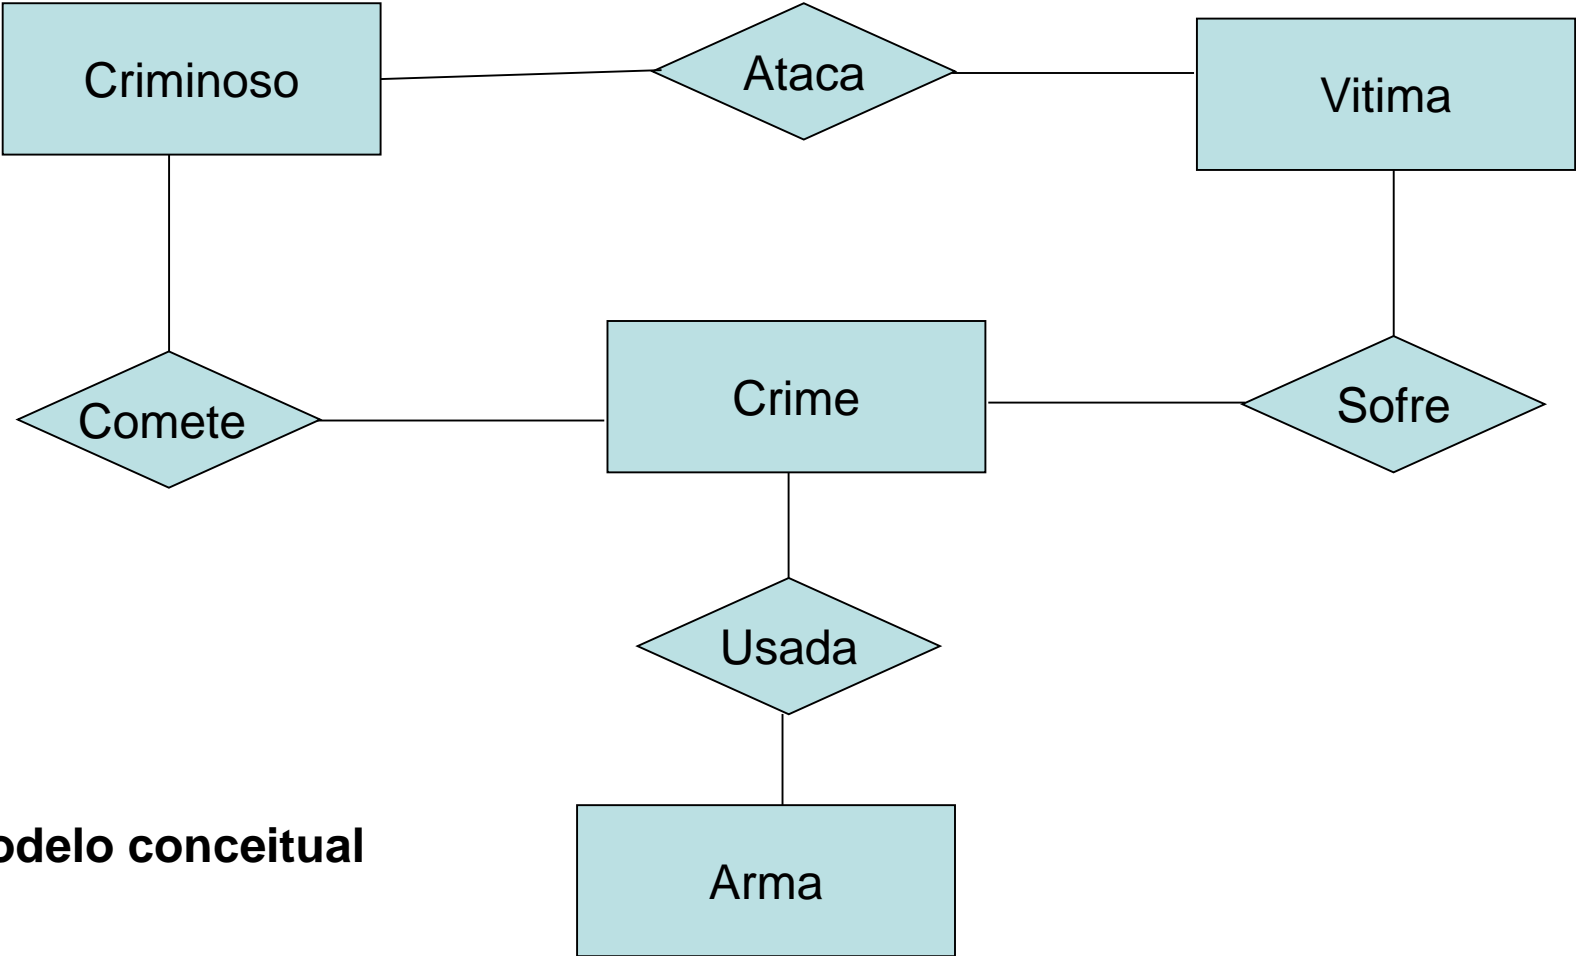 Criminoso
Ataca
Vitima
Comete
Crime
Sofre
Usada
odelo conceitual
Arma